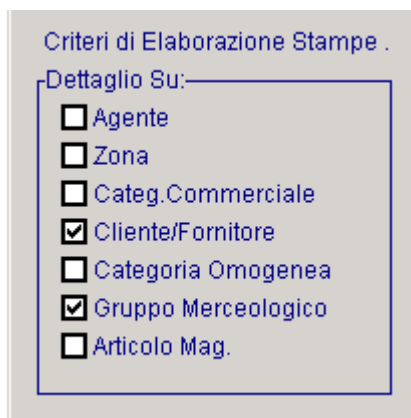 Criteri di Elaborazione Stampe .
Dettaglio Su:
Agente
Zona
Categ.Commerciale
Cliente/Fornitore
Categoria Omogenea
Gruppo Merceologico
Articolo Mag.